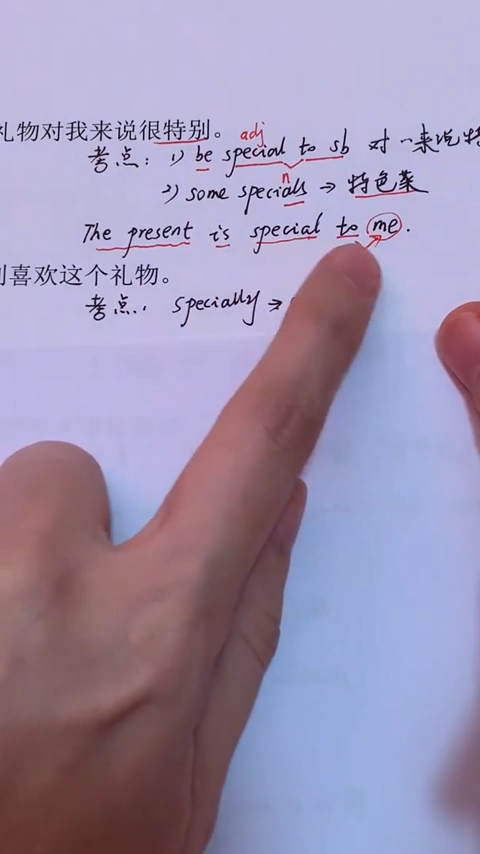 礼物对我来说很特别。
adj
考点：1) be special to sb 对一来说特
n
2) some specials → 特色菜
The present is special to me.
喜欢这个礼物。
考点： specially →